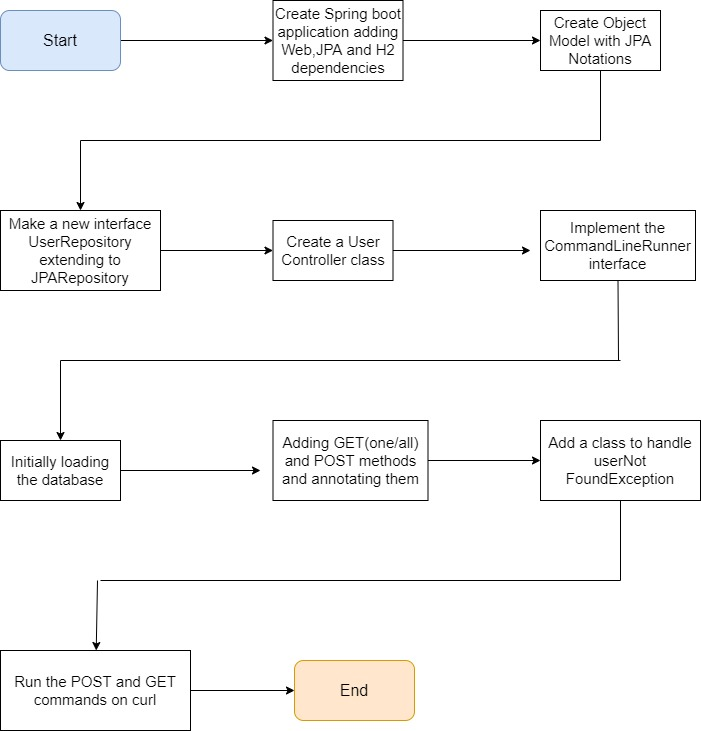 Start
Create Spring boot
application adding
Web,JPA and H2
dependencies
Create Object
Model with JPA
Notations
Make a new interface
UserRepository
extending to
JPARepository
Create a User
Controller class
Implement the
CommandLineRunner
interface
Initially loading
the database
Adding GET(one/all)
and POST methods
and annotating them
Add a class to handle
userNot
FoundException
Run the POST and GET
commands on curl
End